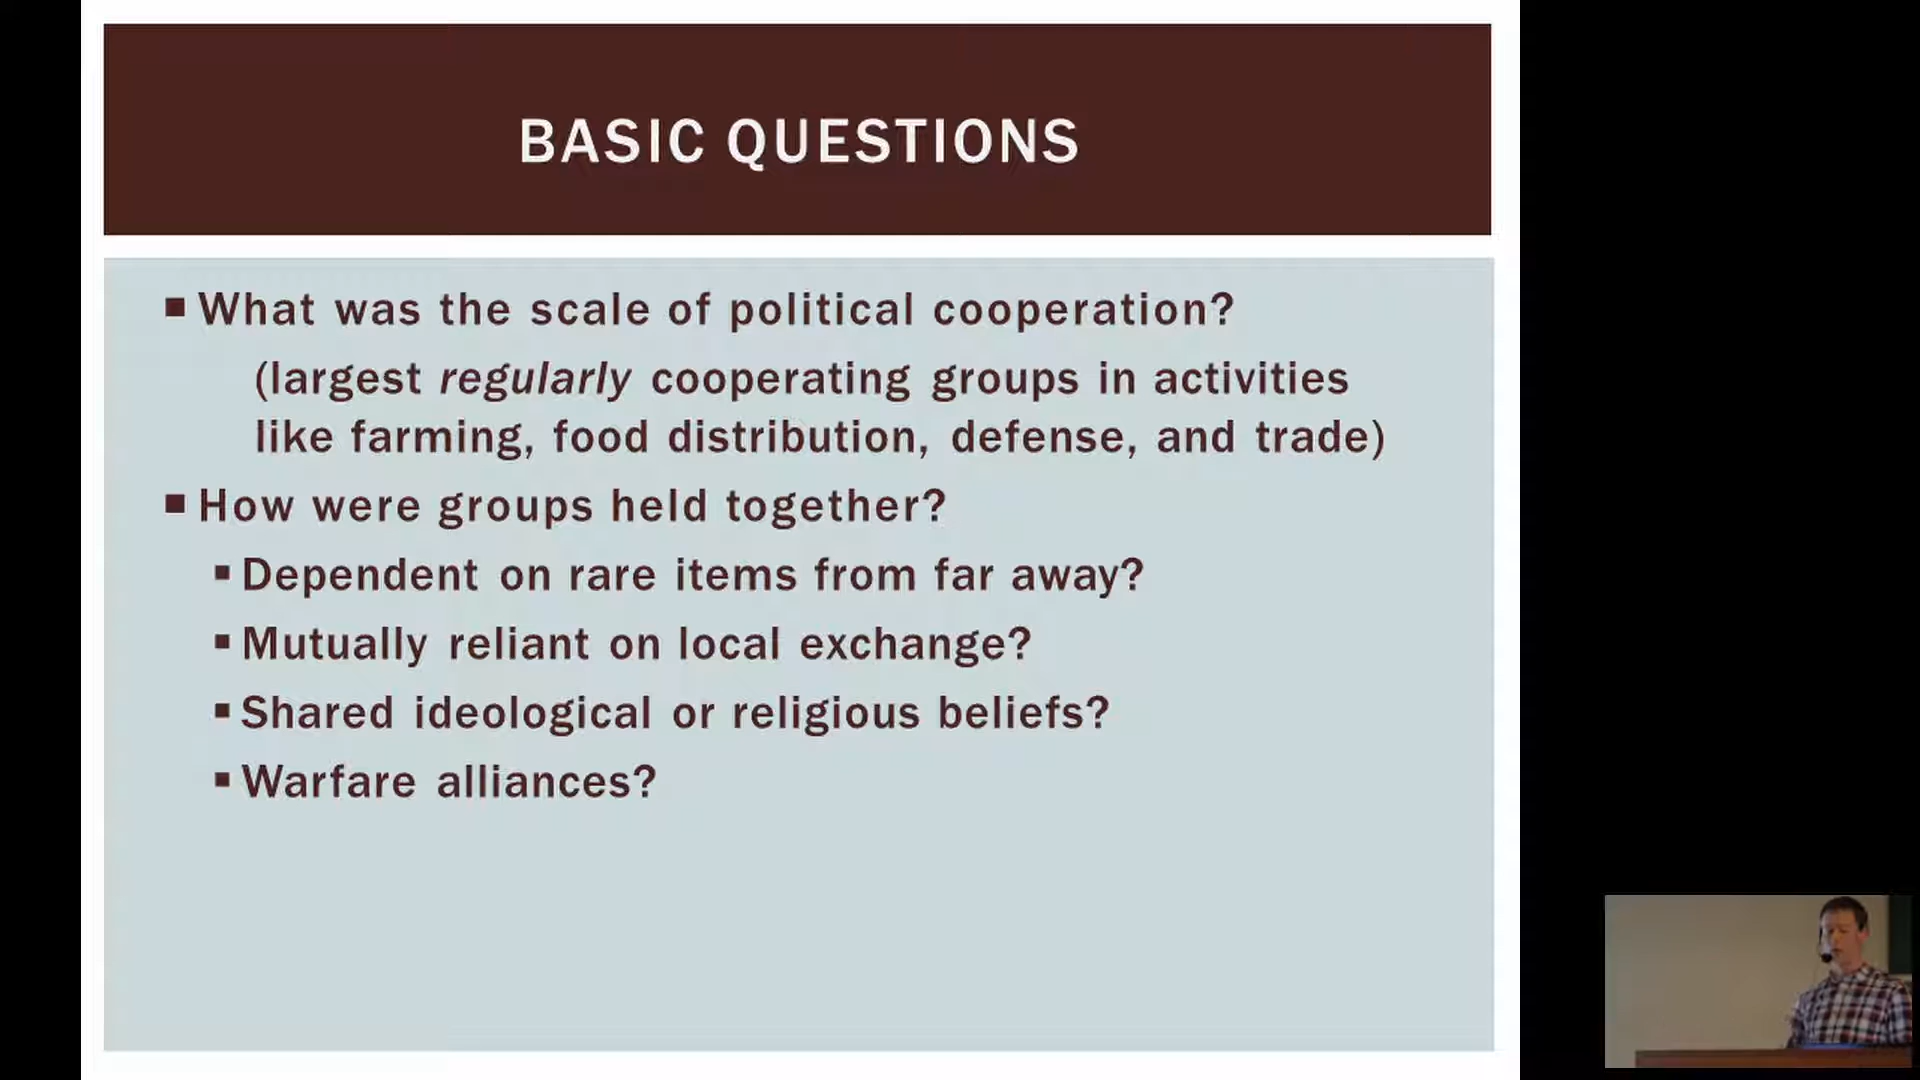 BASIC QUESTIONS
▪ What was the scale of political cooperation?
(largest regularly cooperating groups in activities
like farming, food distribution, defense, and trade)
▪ How were groups held together?
▪ Dependent on rare items from far away?
▪ Mutually reliant on local exchange?
▪ Shared ideological or religious beliefs?
▪ Warfare alliances?